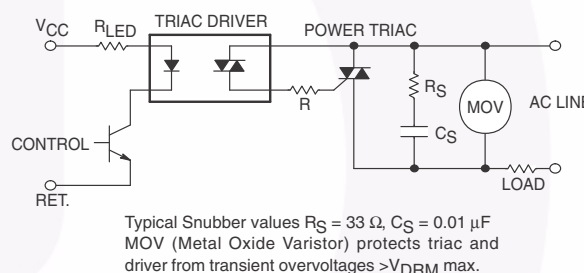 TRIAC DRIVER
POWER TRIAC
VCC
RLED
R
RS
CS
MOV
AC LINE
CONTROL
RET.
LOAD
Typical Snubber values RS = 33 Ω, CS = 0.01 μF
MOV (Metal Oxide Varistor) protects triac and
driver from transient overvoltages >VDRM max.